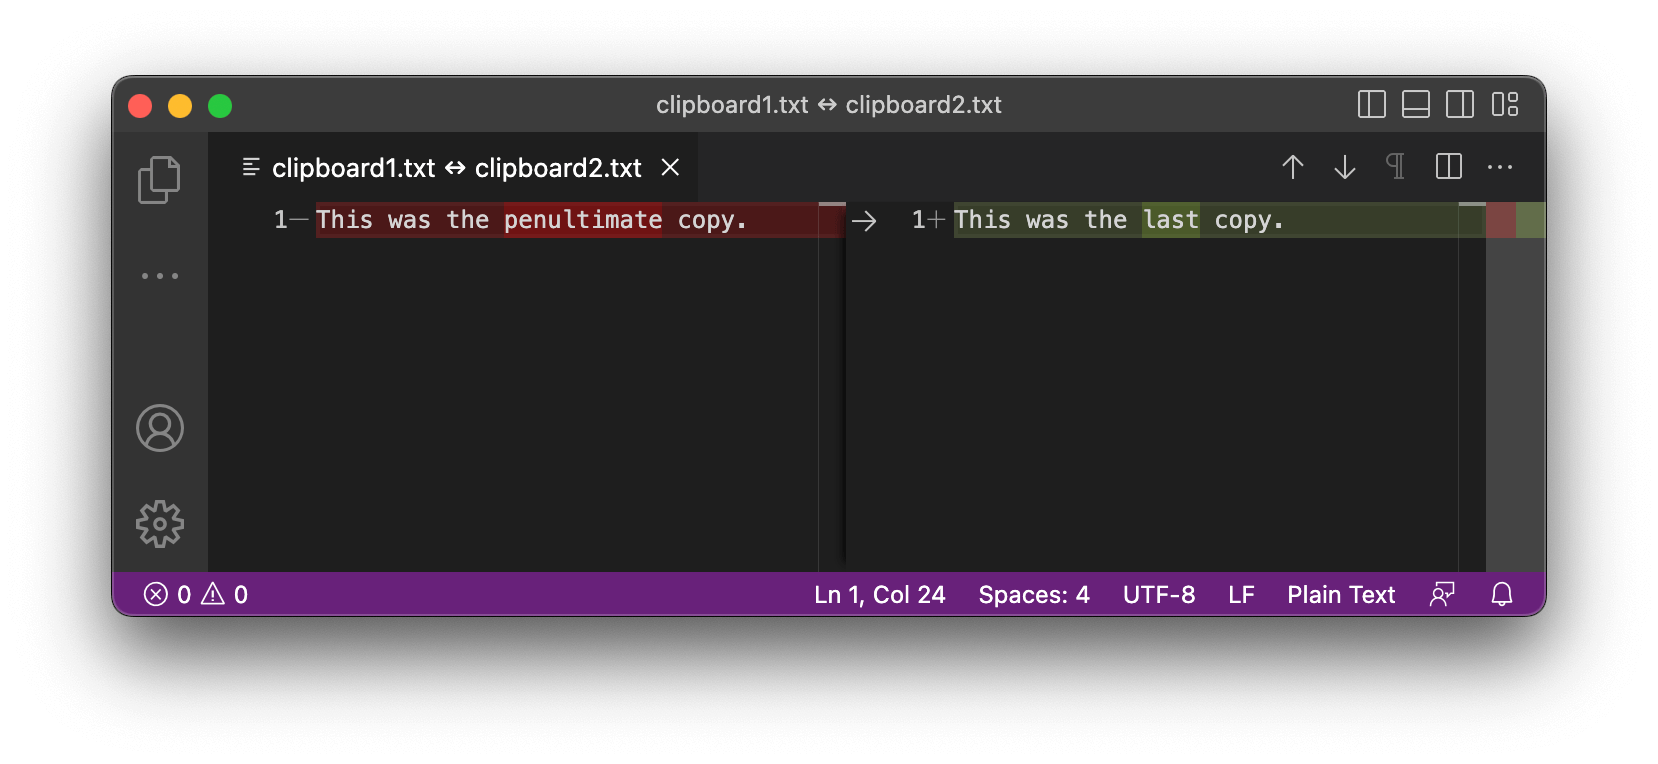 clipboard1.txt ↔ clipboard2.txt
clipboard1.txt ↔ clipboard2.txt
1— This was the penultimate copy.
1+ This was the last copy.
0 0
Ln 1, Col 24 Spaces: 4 UTF-8 LF Plain Text